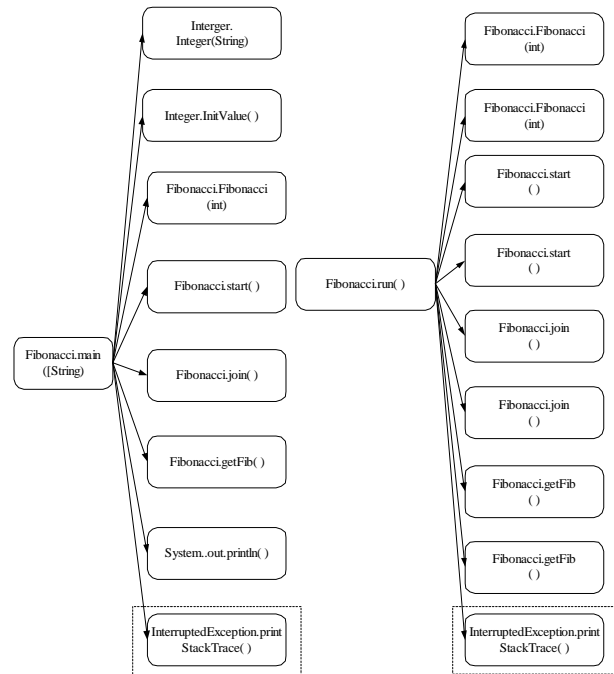 Interger.
Integer(String)
Integer.InitValue( )
Fibonacci.Fibonacci
(int)
Fibonacci.start( )
Fibonacci.main
([String)
Fibonacci.join( )
Fibonacci.getFib( )
System..out.println( )
InterruptedException.print
StackTrace( )
Fibonacci.run( )
Fibonacci.Fibonacci
(int)
Fibonacci.Fibonacci
(int)
Fibonacci.start
( )
Fibonacci.start
( )
Fibonacci.join
( )
Fibonacci.join
( )
Fibonacci.getFib
( )
Fibonacci.getFib
( )
InterruptedException.print
StackTrace( )